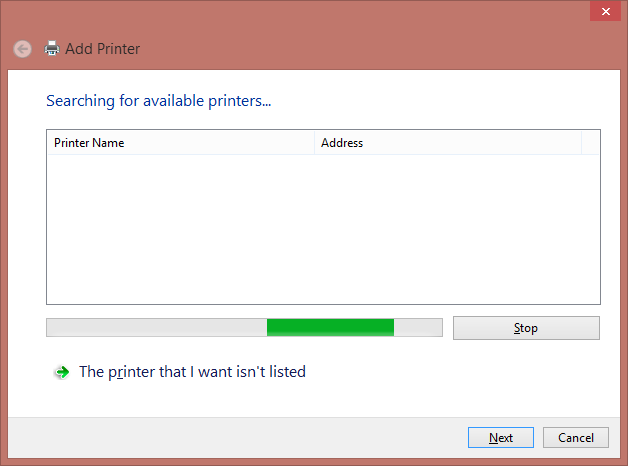 Add Printer
Searching for available printers...
Printer Name Address
Stop
The printer that I want isn't listed
Next Cancel